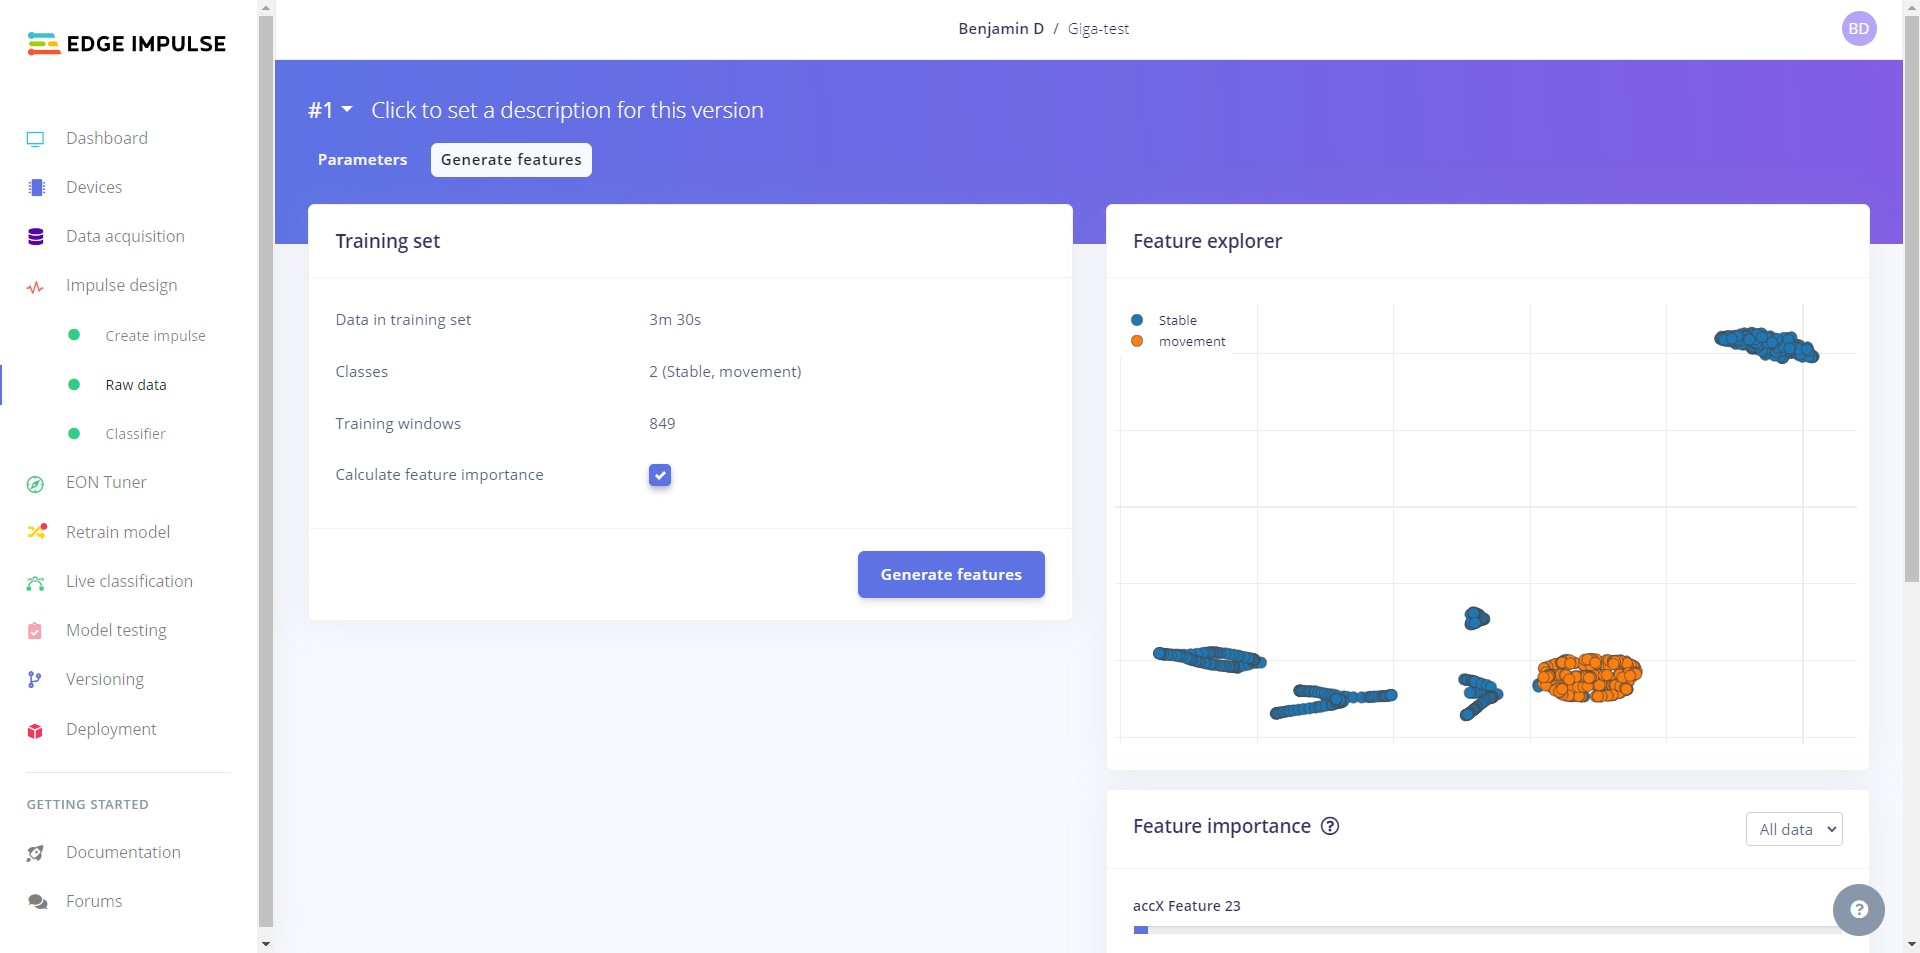 EDGE IMPULSE
Benjamin D / Giga-test
BD
Dashboard
Devices
Data acquisition
Impulse design
Create impulse
Raw data
Classifier
EON Tuner
Retrain model
Live classification
Model testing
Versioning
Deployment
GETTING STARTED
Documentation
Forums
#1 Click to set a description for this version
Parameters Generate features
Training set
Data in training set 3m 30s
Classes 2 (Stable, movement)
Training windows 849
Calculate feature importance
Generate features
Feature explorer
Stable
movement
Feature importance ?
All data
accX Feature 23
?